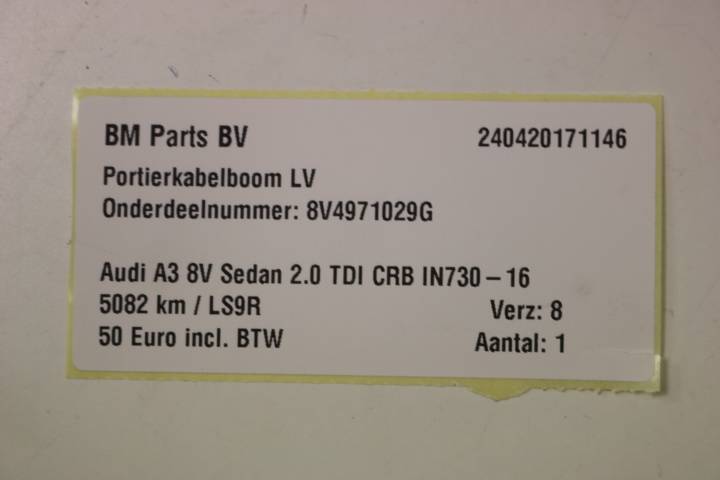 BM Parts BV 240420171146
Portierkabelboom LV
Onderdeelnummer: 8V4971029G
Audi A3 8V Sedan 2.0 TDI CRB IN730 – 16
5082 km / LS9R Verz: 8
50 Euro incl. BTW Aantal: 1